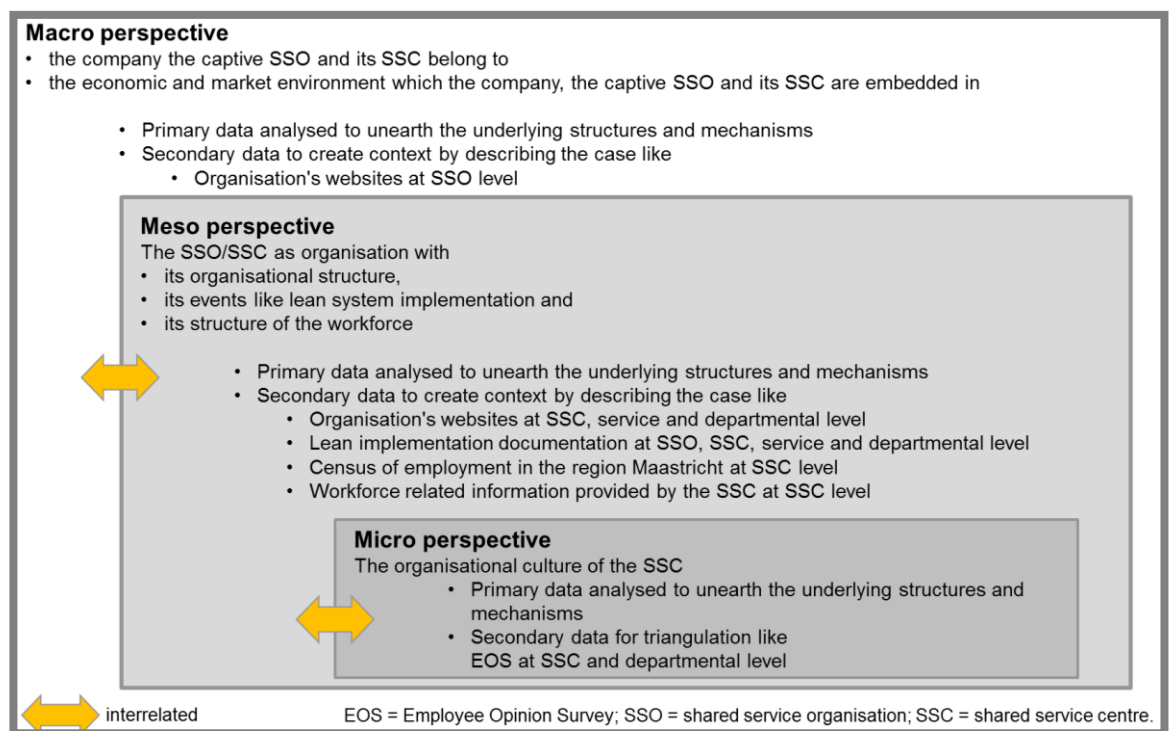 Macro perspective
• the company the captive SSO and its SSC belong to
• the economic and market environment which the company, the captive SSO and its SSC are embedded in
• Primary data analysed to unearth the underlying structures and mechanisms
• Secondary data to create context by describing the case like
• Organisation's websites at SSO level
Meso perspective
The SSO/SSC as organisation with
• its organisational structure,
• its events like lean system implementation and
• its structure of the workforce
• Primary data analysed to unearth the underlying structures and mechanisms
• Secondary data to create context by describing the case like
• Organisation's websites at SSC, service and departmental level
• Lean implementation documentation at SSO, SSC, service and departmental level
• Census of employment in the region Maastricht at SSC level
• Workforce related information provided by the SSC at SSC level
Micro perspective
The organisational culture of the SSC
• Primary data analysed to unearth the underlying structures and
mechanisms
• Secondary data for triangulation like
EOS at SSC and departmental level
interrelated
EOS = Employee Opinion Survey; SSO = shared service organisation; SSC = shared service centre.